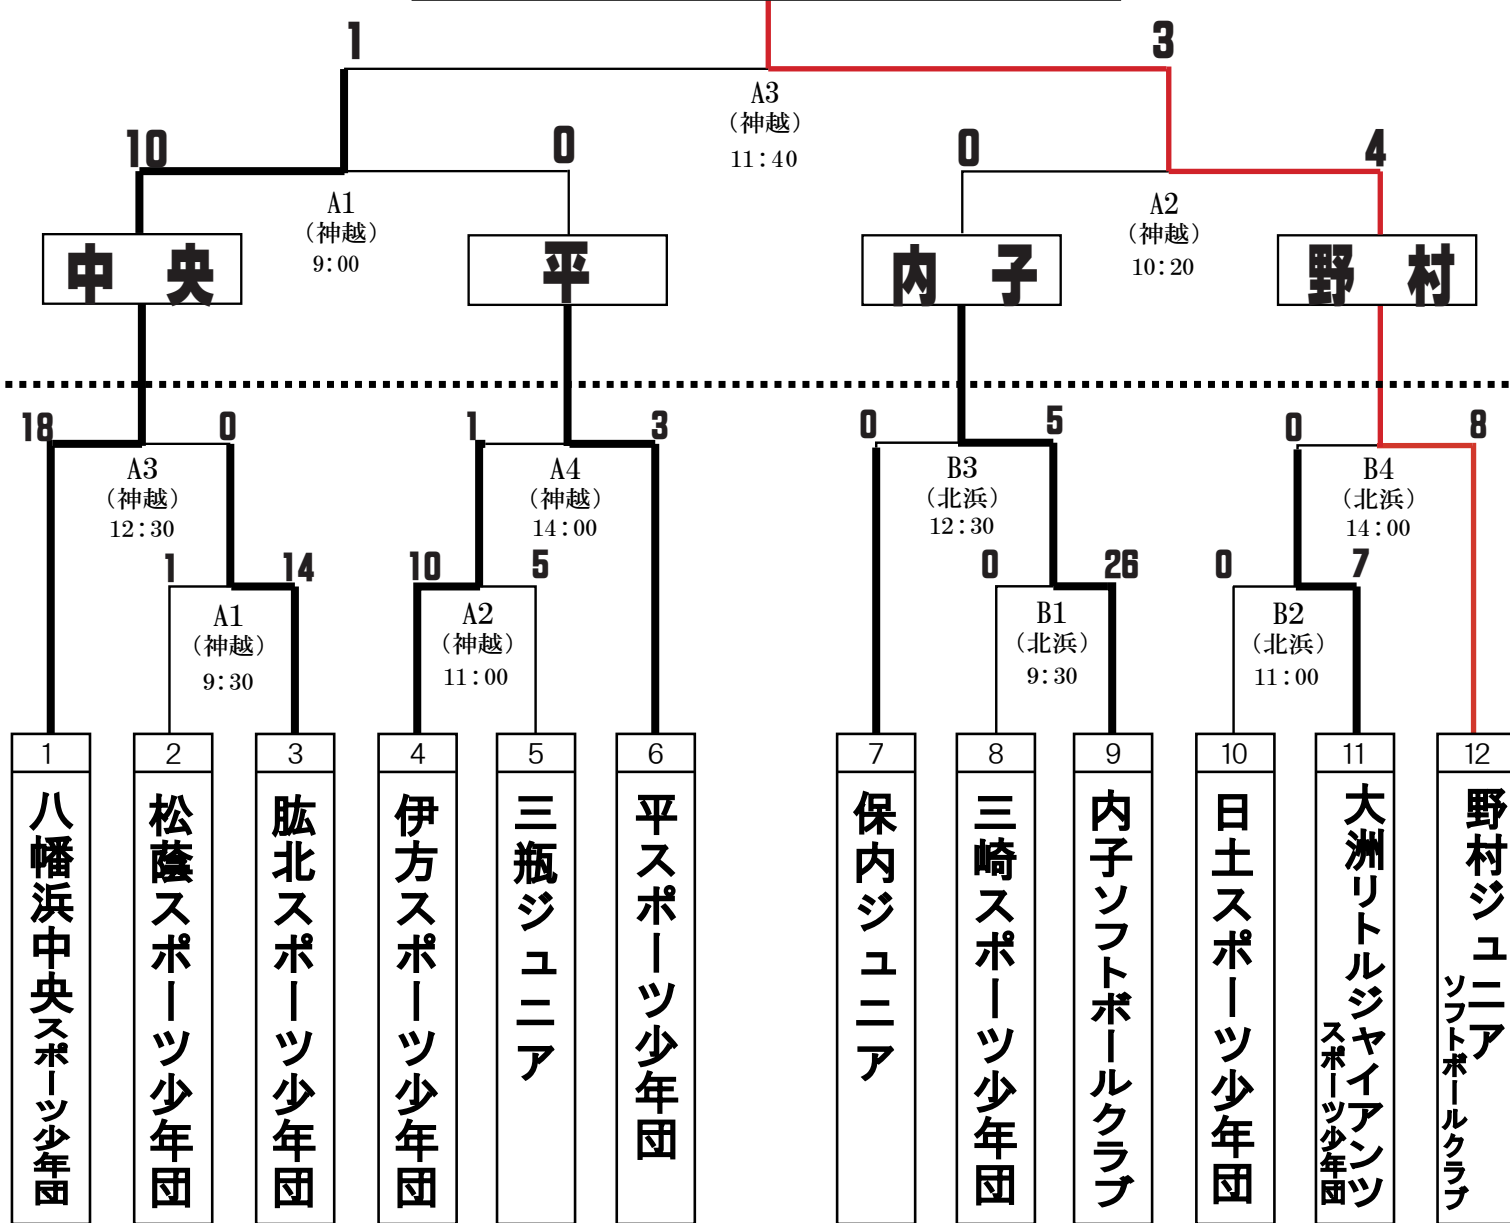 1
3
A3
(神越)
11:40
10
0
0
4
A1
(神越)
9:00
A2
(神越)
10:20
中央
平
内子
野村
18
0
1
3
0
5
0
8
A3
(神越)
12:30
A4
(神越)
14:00
B3
(北浜)
12:30
B4
(北浜)
14:00
1
14
10
5
0
26
0
7
A1
(神越)
9:30
A2
(神越)
11:00
B1
(北浜)
9:30
B2
(北浜)
11:00
1
八幡浜中央スポーツ少年団
2
松蔭スポーツ少年団
3
肱北スポーツ少年団
4
伊方スポーツ少年団
5
三瓶ジュニア
6
平スポーツ少年団
7
保内ジュニア
8
三崎スポーツ少年団
9
内子ソフトボールクラブ
10
日土スポーツ少年団
11
大洲リトルジャイアンツ
スポーツ少年団
12
野村ジュニア
ソフトボールクラブ